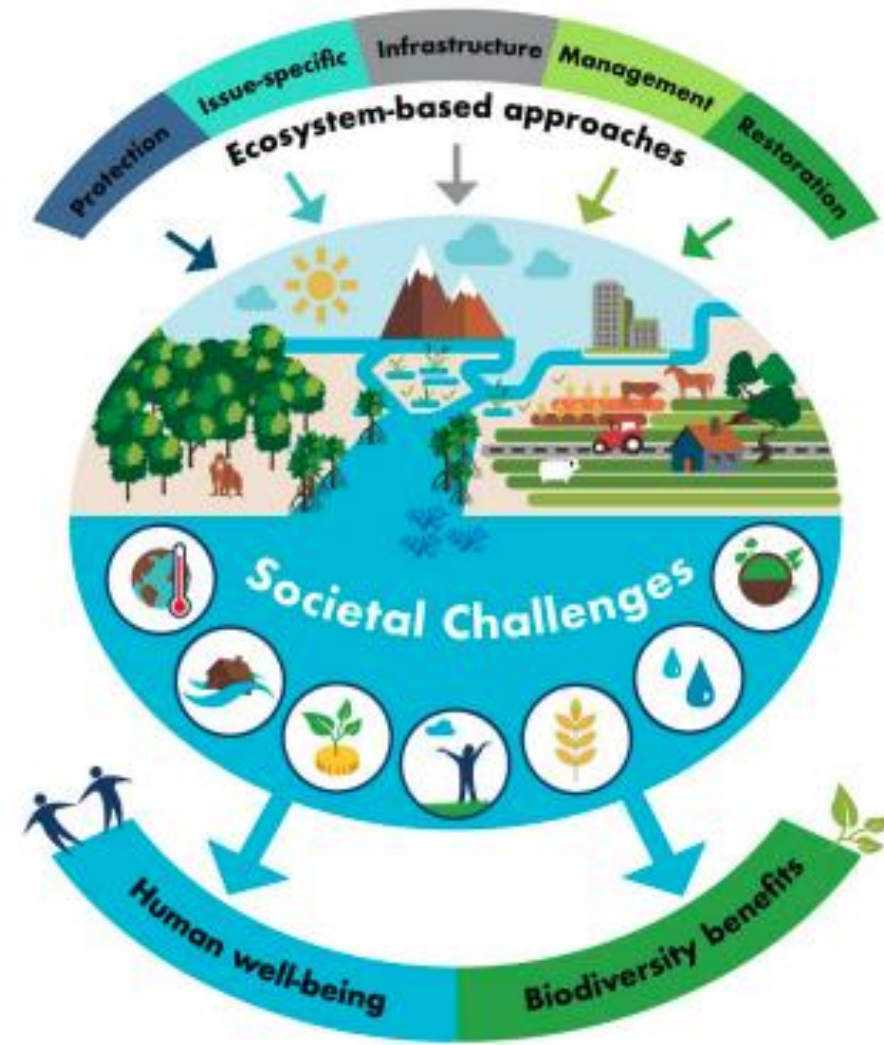 Protection
Issue-specific
Infrastructure
Management
Restoration
Ecosystem-based approaches
Societal Challenges
Human well-being
Biodiversity benefits